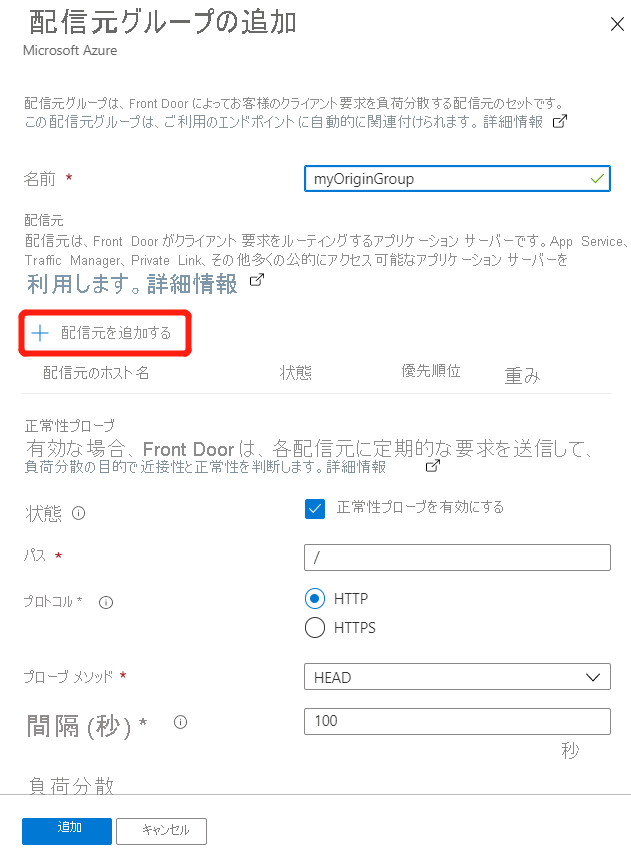 配信元グループの追加
Microsoft Azure
配信元グループは、Front Door によってお客様のクライアント要求を負荷分散する配信元のセットです。
この配信元グループは、ご利用のエンドポイントに自動的に関連付けられます。詳細情報
名前 *
myOriginGroup
配信元
配信元は、Front Door がクライアント 要求をルーティングするアプリケーション サーバーです。App Service、
Traffic Manager、Private Link、その他多くの公的にアクセス可能なアプリケーション サーバーを
利用します。詳細情報
+ 配信元を追加する
配信元のホスト名 状態 優先順位 重み
正常性プローブ
有効な場合、Front Door は、各配信元に定期的な要求を送信して、
負荷分散の目的で近接性と正常性を判断します。詳細情報
状態 正常性プローブを有効にする
パス * /
プロトコル * HTTP
HTTPS
プローブ メソッド * HEAD
間隔 (秒) * 100
秒
負荷分散
追加 キャンセル